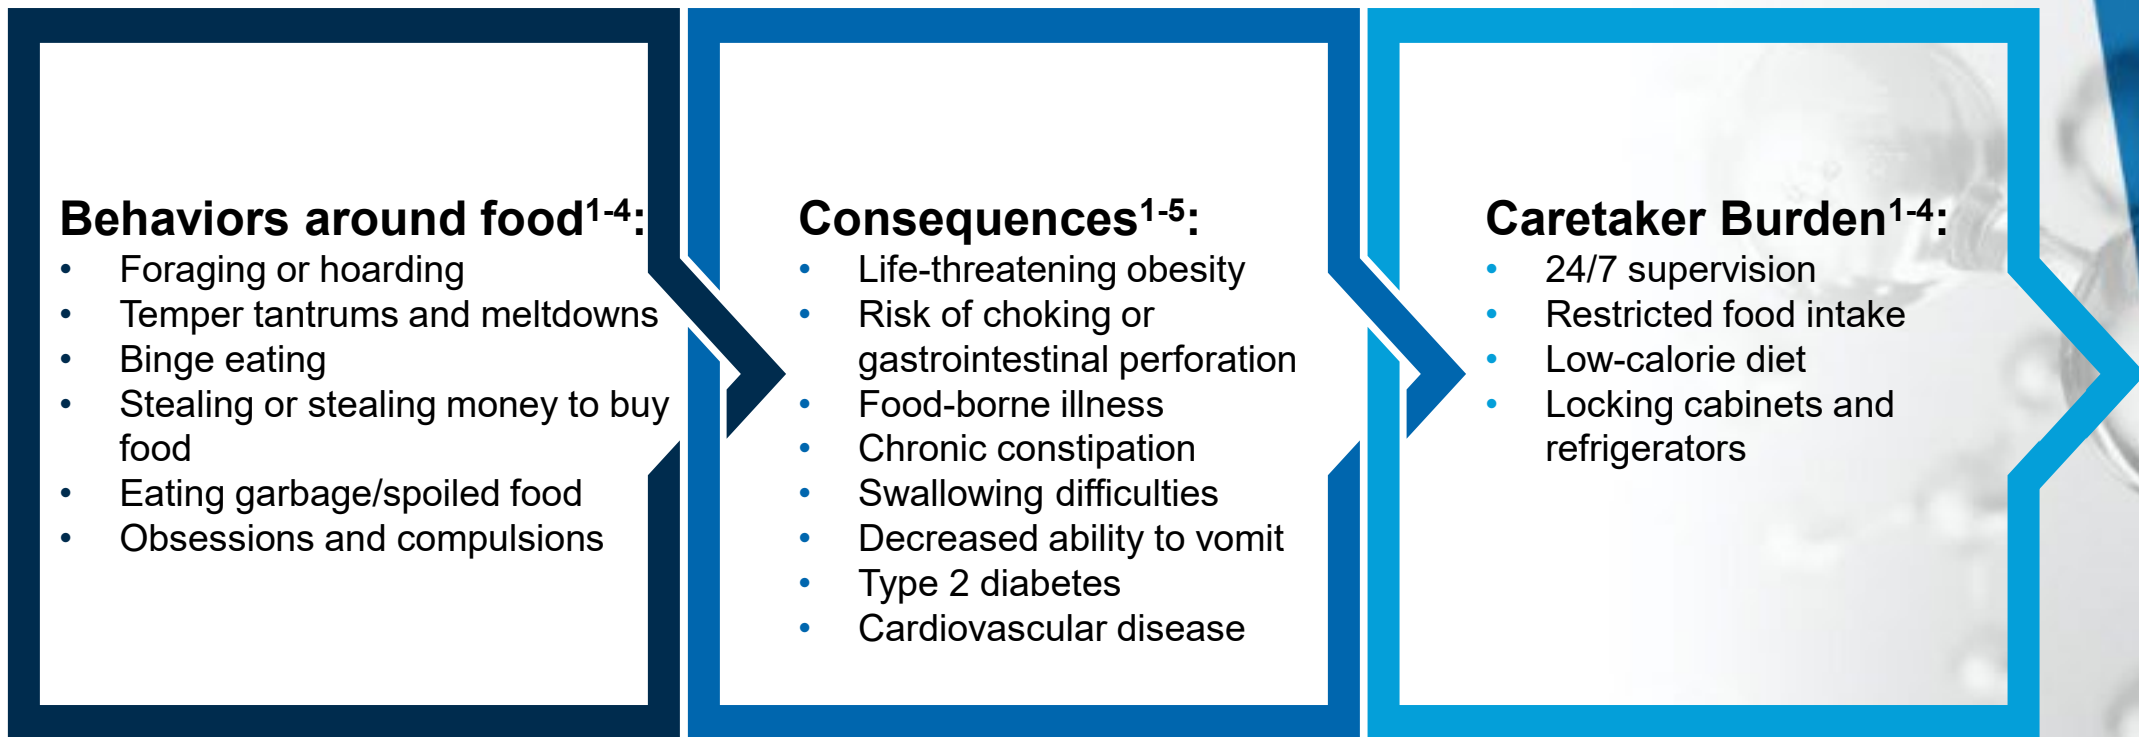 Behaviors around food1-4:
• Foraging or hoarding
• Temper tantrums and meltdowns
• Binge eating
• Stealing or stealing money to buy
food
• Eating garbage/spoiled food
• Obsessions and compulsions
Consequences1-5:
• Life-threatening obesity
• Risk of choking or
gastrointestinal perforation
• Food-borne illness
• Chronic constipation
• Swallowing difficulties
• Decreased ability to vomit
• Type 2 diabetes
• Cardiovascular disease
Caretaker Burden1-4:
• 24/7 supervision
• Restricted food intake
• Low-calorie diet
• Locking cabinets and
refrigerators